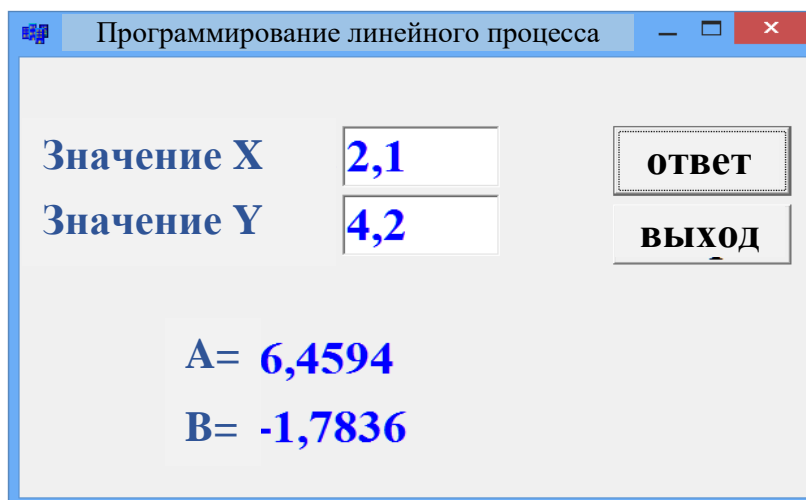 Программирование линейного процесса
Значение X 2,1 ответ
Значение Y 4,2 выход
A= 6,4594
B= -1,7836